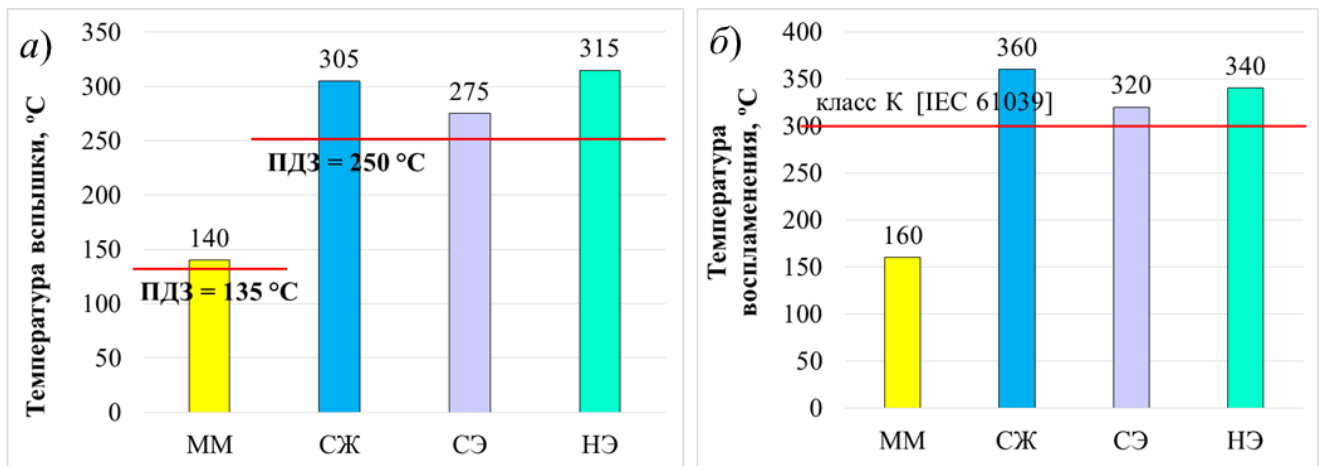 а)
Температура вспышки, °С
350
300
250
200
150
100
50
0
140
305
275
315
ПДЗ = 250 °С
ПДЗ = 135 °С
ММ СЖ СЭ НЭ
б)
Температура
воспламенения, °С
400
350
300
250
200
150
100
50
0
160
360
320
340
класс К [IEC 61039]
ММ СЖ СЭ НЭ